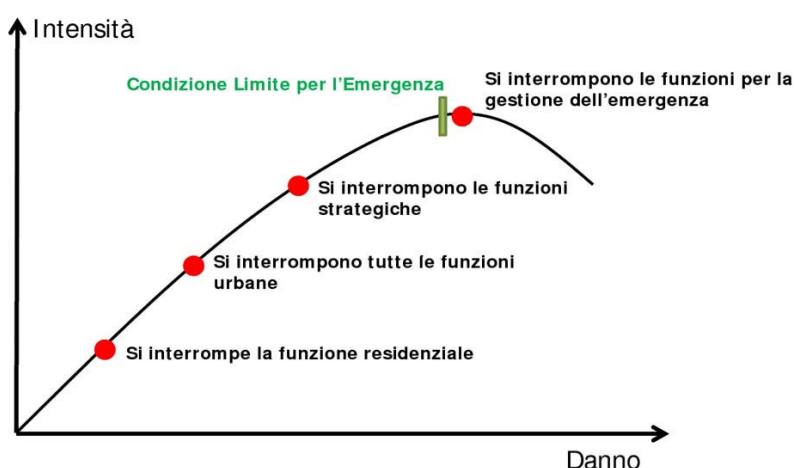 Intensità
Condizione Limite per l'Emergenza
Si interrompono le funzioni per la
gestione dell'emergenza
Si interrompono le funzioni
strategiche
Si interrompono tutte le funzioni
urbane
Si interrompe la funzione residenziale
Danno